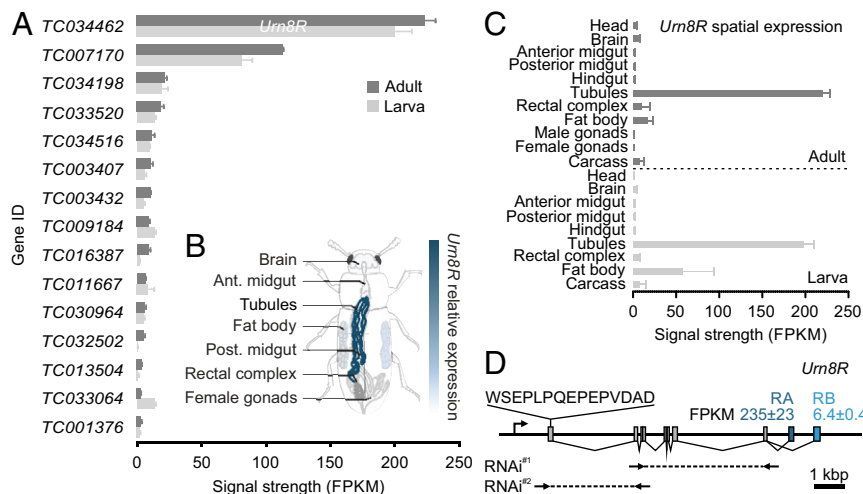 A
TC034462
Urn8R
TC007170
TC034198
TC033520
TC034516
TC003407
TC003432
TC009184
TC016387
TC011667
TC030964
TC032502
TC013504
TC033064
TC001376
Gene ID
Adult
Larva
0 50 100 150 200 250
Signal strength (FPKM)
B
Brain
Ant. midgut
Tubules
Fat body
Post. midgut
Rectal complex
Female gonads
Urn8R relative expression
C
Urn8R spatial expression
Head
Brain
Anterior midgut
Posterior midgut
Hindgut
Tubules
Rectal complex
Fat body
Male gonads
Female gonads
Carcass
Adult
Head
Brain
Anterior midgut
Posterior midgut
Hindgut
Tubules
Rectal complex
Fat body
Carcass
Larva
0 50 100 150 200 250
Signal strength (FPKM)
D
Urn8R
WSEPLPQEPEPVDAD
RA RB
FPKM 235±23 6.4±0.4
RNAi#1
RNAi#2
1 kbp